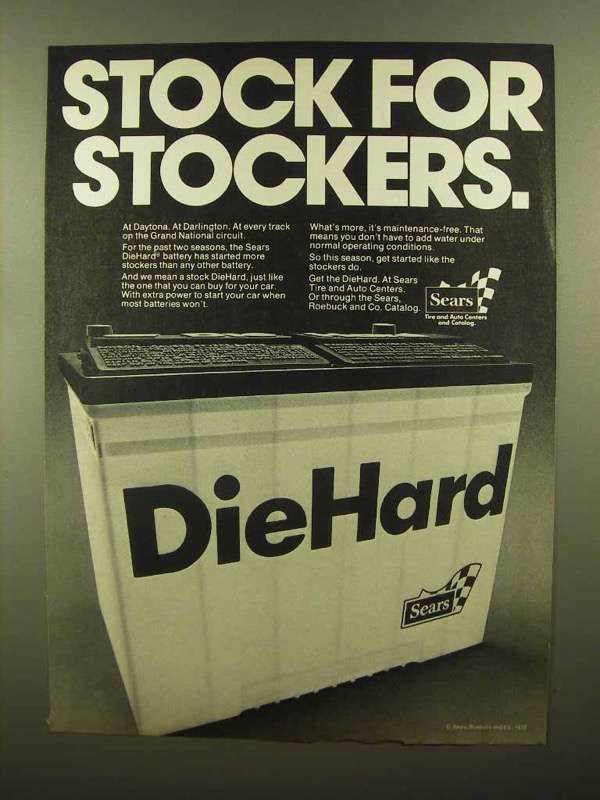 STOCK FOR
STOCKERS.
At Daytona. At Darlington. At every track
on the Grand National circuit.
For the past two seasons, the Sears
DieHard® battery has started more
stockers than any other battery.
And we mean a stock DieHard, just like
the one that you can buy for your car.
With extra power to start your car when
most batteries won't.
What's more, it's maintenance-free. That
means you don't have to add water under
normal operating conditions.
So this season, get started like the
stockers do.
Get the DieHard. At Sears
Tire and Auto Centers.
Or through the Sears,
Roebuck and Co. Catalog.
Sears
Tire and Auto Centers
and Catalog.
DieHard
Sears
© Sears, Roebuck and Co.